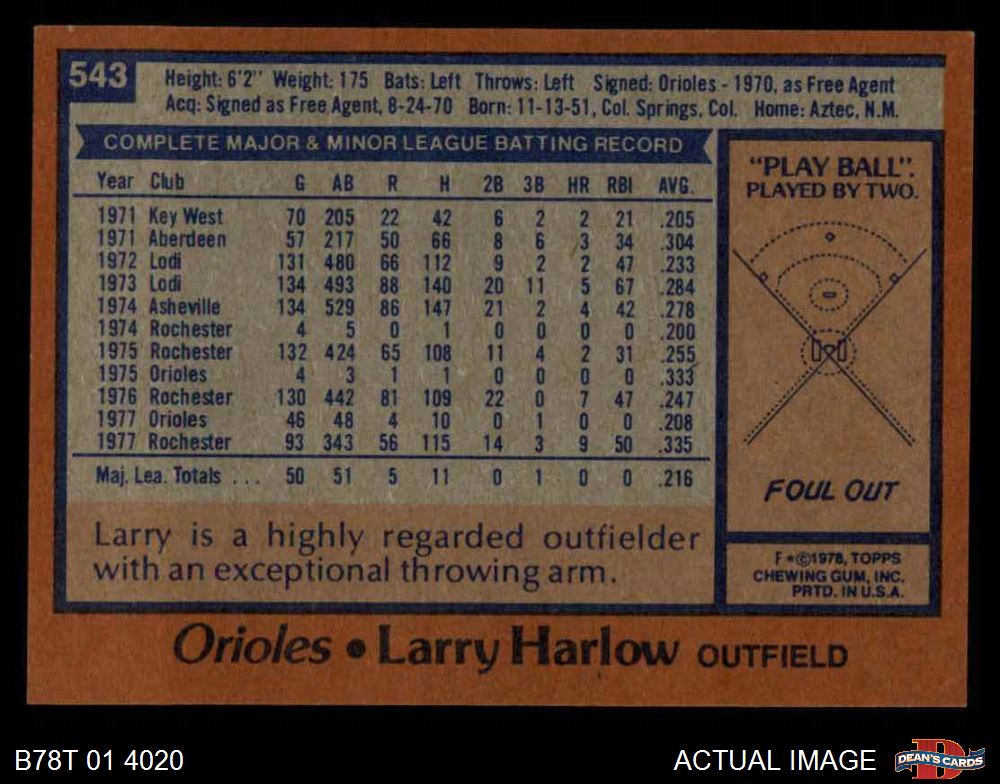 543
Height: 6'2" Weight: 175 Bats: Left Throws: Left Signed: Orioles - 1970, as Free Agent
Acq: Signed as Free Agent, 8-24-70 Born: 11-13-51, Col. Springs, Col. Home: Aztec, N.M.
COMPLETE MAJOR & MINOR LEAGUE BATTING RECORD
Year Club G AB R H 2B 3B HR RBI AVG.
1971 Key West 70 205 22 42 6 2 2 21 .205
1971 Aberdeen 57 217 50 66 8 6 3 34 .304
1972 Lodi 131 480 66 112 9 2 2 47 .233
1973 Lodi 134 493 88 140 20 11 5 67 .284
1974 Asheville 134 529 86 147 21 2 4 42 .278
1974 Rochester 4 5 0 1 0 0 0 0 .200
1975 Rochester 132 424 65 108 11 4 2 31 .255
1975 Orioles 4 3 1 1 0 0 0 0 .333
1976 Rochester 130 442 81 109 22 0 7 47 .247
1977 Orioles 46 48 4 10 0 1 0 0 .208
1977 Rochester 93 343 56 115 14 3 9 50 .335
Maj. Lea. Totals ... 50 51 5 11 0 1 0 0 .216
Larry is a highly regarded outfielder
with an exceptional throwing arm.
"PLAY BALL".
PLAYED BY TWO.
FOUL OUT
F*©1978, TOPPS
CHEWING GUM, INC.
PRTD. IN U.S.A.
Orioles • Larry Harlow OUTFIELD
B78T 01 4020
ACTUAL IMAGE
D
DEAN'S CARDS